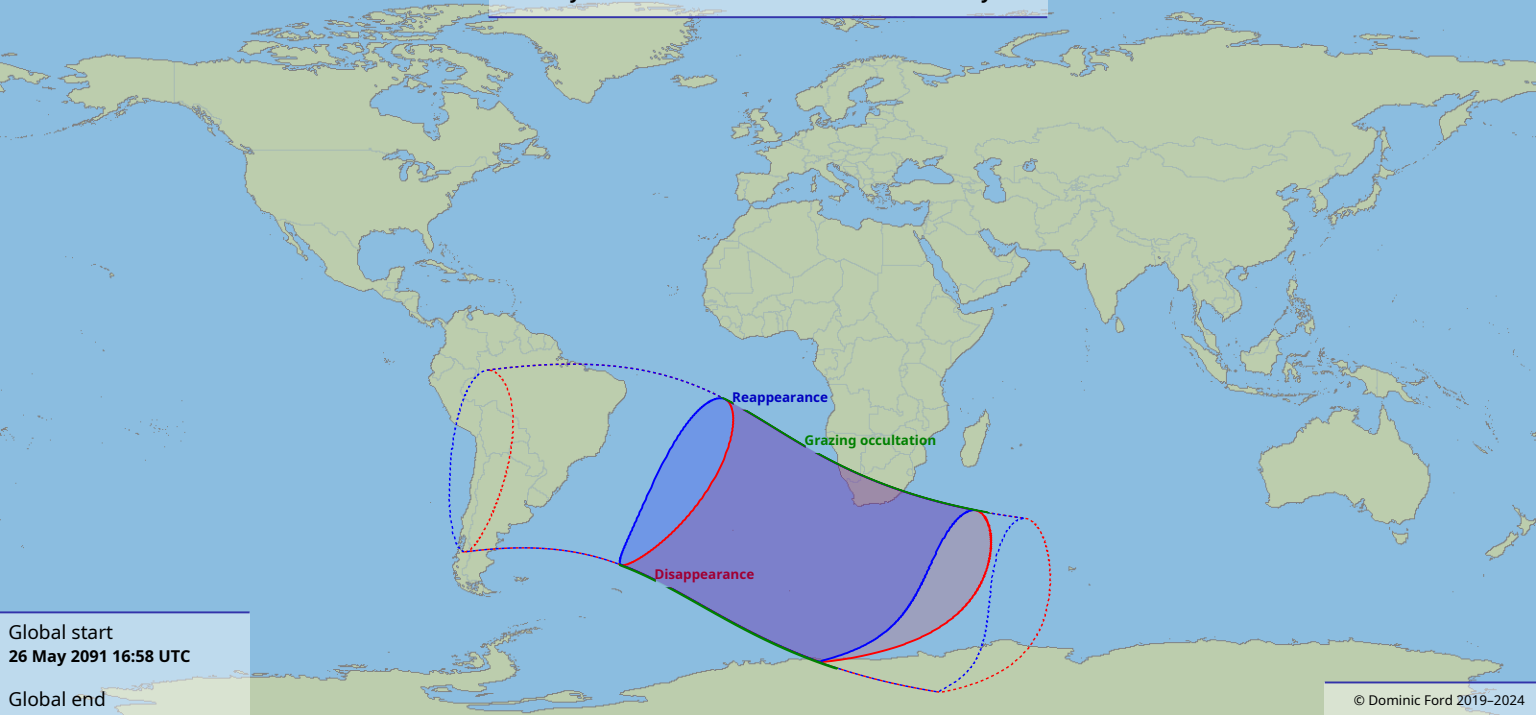 Reappearance
Grazing occultation
Disappearance
Global start
26 May 2091 16:58 UTC
Global end
© Dominic Ford 2019–2024